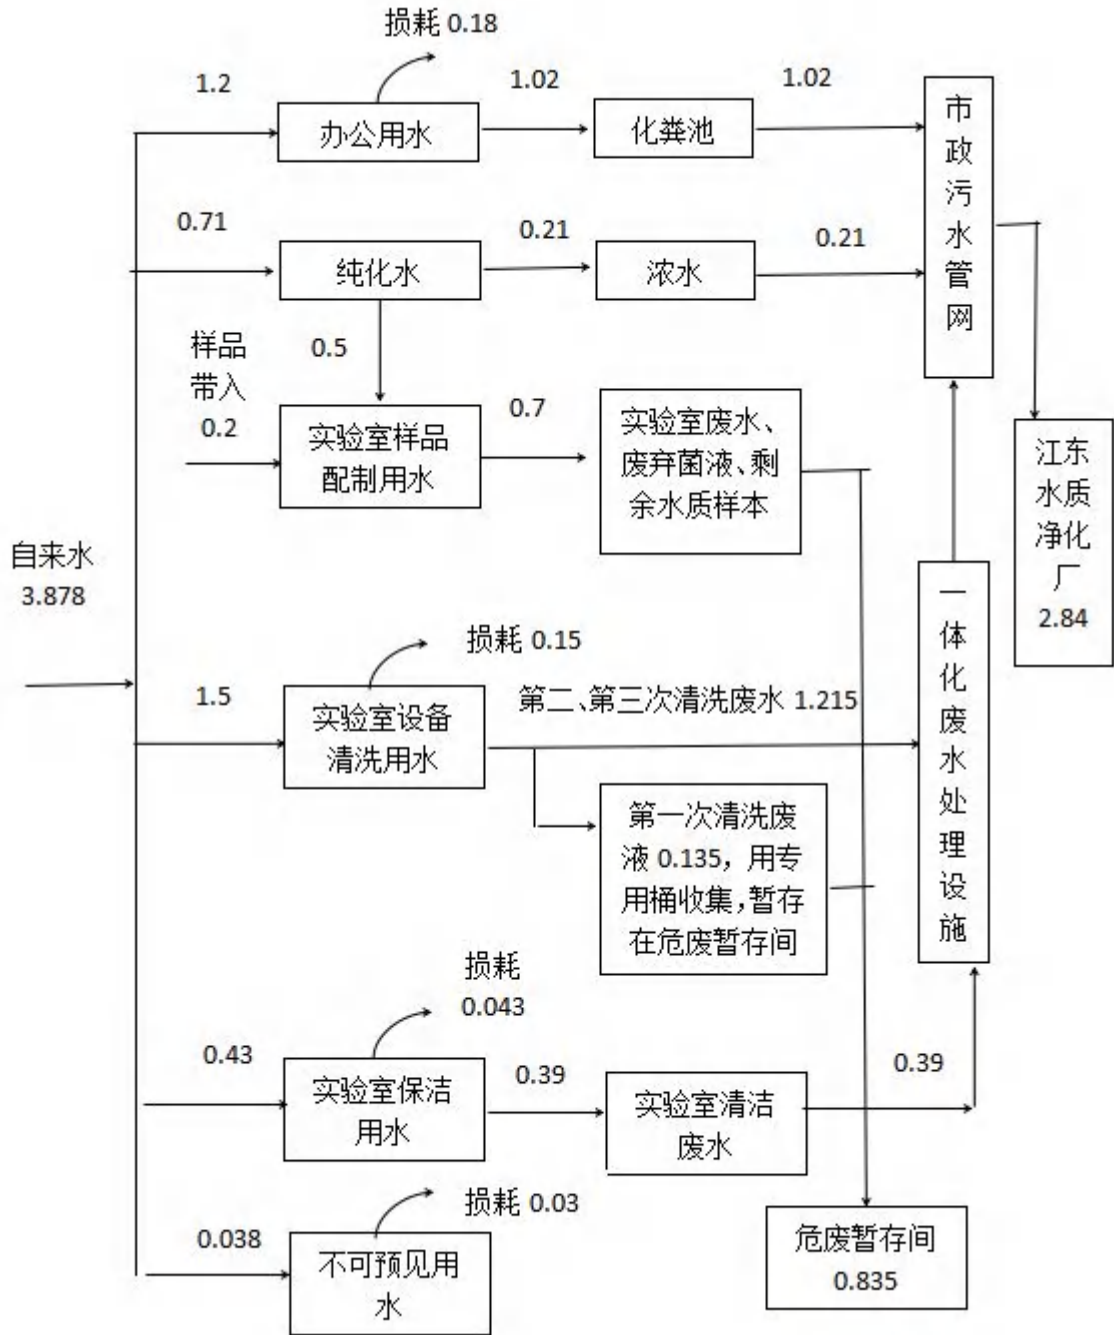 损耗 0.18
1.2
1.02
1.02
办公用水
化粪池
市政污水管网
0.71
0.21
0.21
纯化水
浓水
样品
带入
0.2
0.5
0.7
实验室样品
配制用水
实验室废水、
废弃菌液、剩
余水质样本
江东
水质
净化
厂
2.84
自来水
3.878
损耗 0.15
1.5
实验室设备
清洗用水
第二、第三次清洗废水 1.215
一体化废水处理设施
第一次清洗废
液 0.135，用专
用桶收集，暂存
在危废暂存间
损耗
0.043
0.43
实验室保洁
用水
0.39
实验室清洁
废水
0.39
损耗 0.03
0.038
不可预见用
水
危废暂存间
0.835